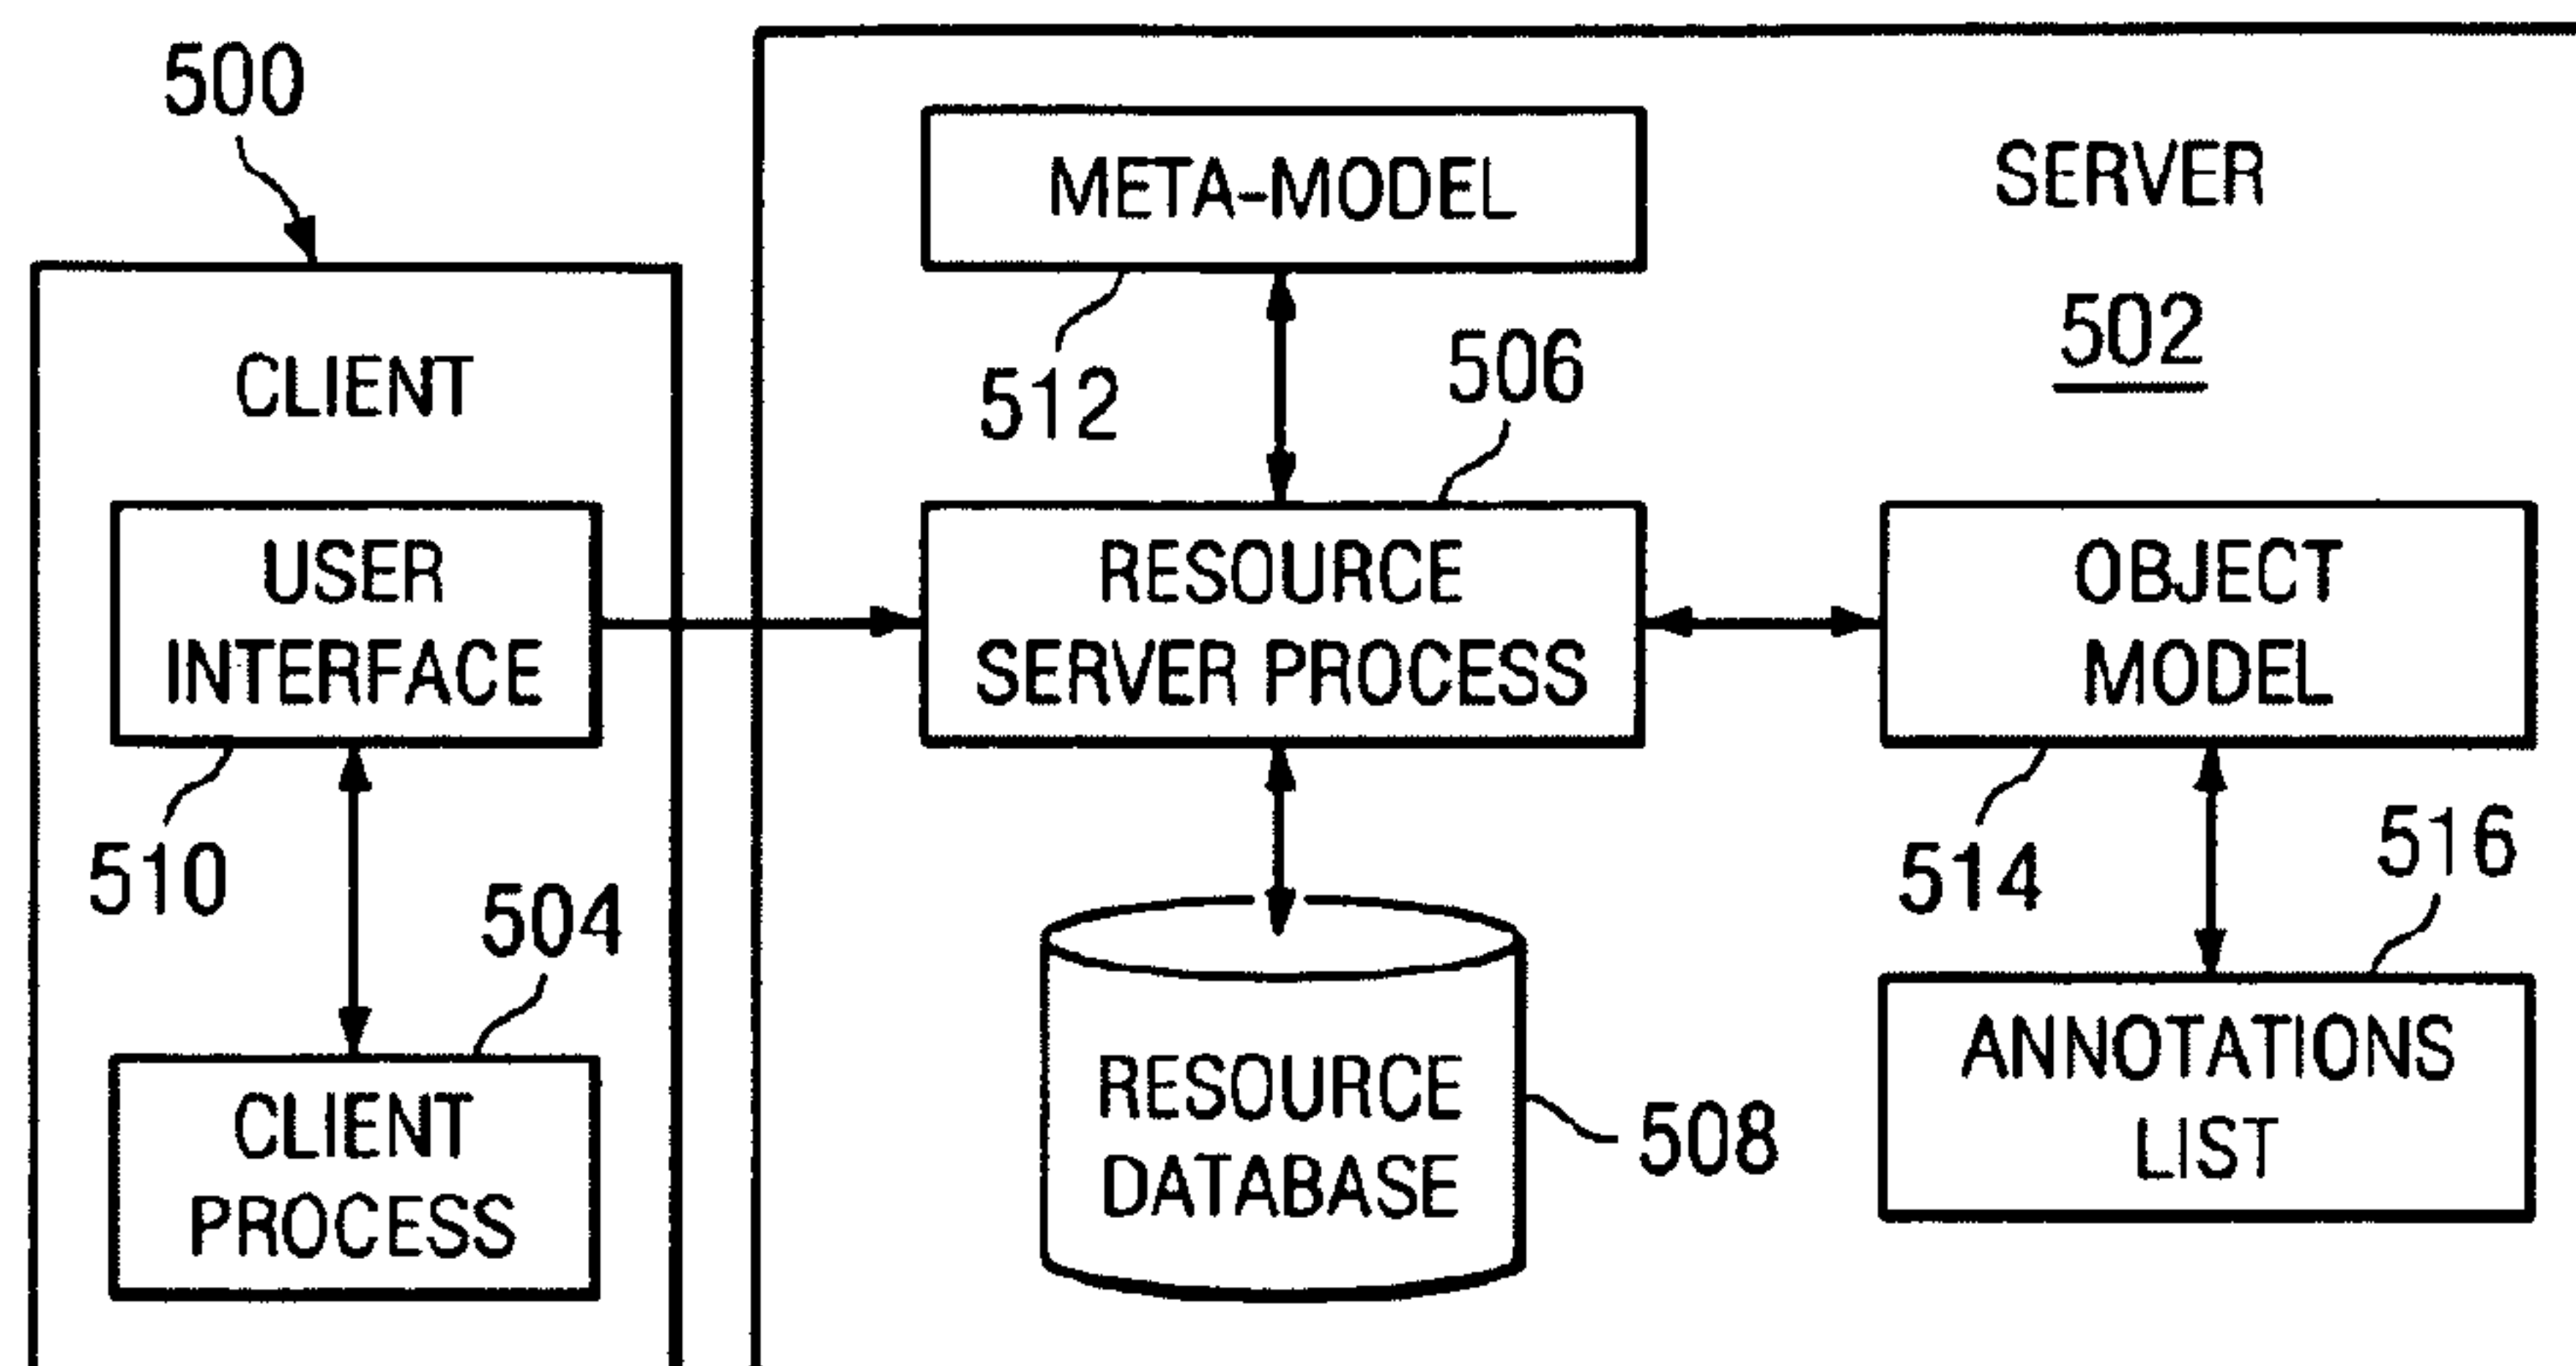 500
CLIENT
USER
INTERFACE
510
504
CLIENT
PROCESS
META-MODEL
SERVER
502
512
506
RESOURCE
SERVER PROCESS
OBJECT
MODEL
514
516
RESOURCE
DATABASE
508
ANNOTATIONS
LIST